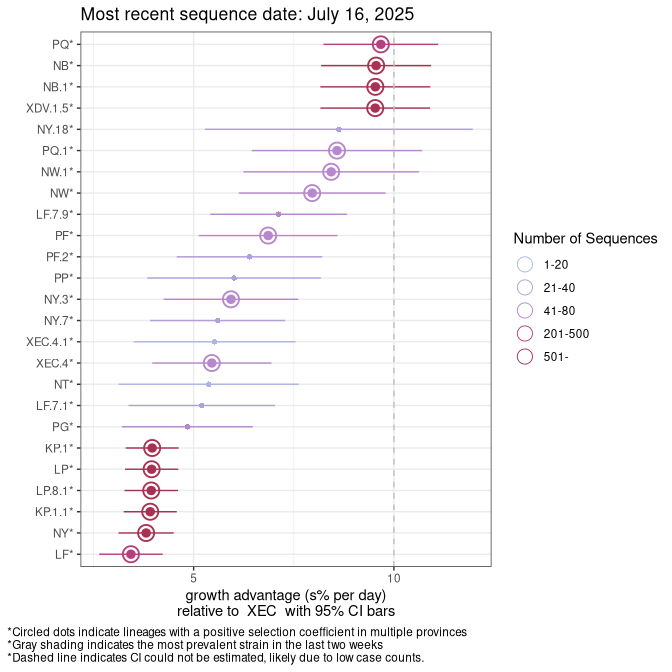 Most recent sequence date: July 16, 2025
PQ*
NB*
NB.1*
XDV.1.5*
NY.18*
PQ.1*
NW.1*
NW*
LF.7.9*
PF*
PF.2*
PP*
NY.3*
NY.7*
XEC.4.1*
XEC.4*
NT*
LF.7.1*
PG*
KP.1*
LP*
LP.8.1*
KP.1.1*
NY*
LF*
5 10
growth advantage (s% per day)
relative to XEC with 95% CI bars
Number of Sequences
1-20
21-40
41-80
201-500
501-
*Circled dots indicate lineages with a positive selection coefficient in multiple provinces
*Gray shading indicates the most prevalent strain in the last two weeks
*Dashed line indicates CI could not be estimated, likely due to low case counts.